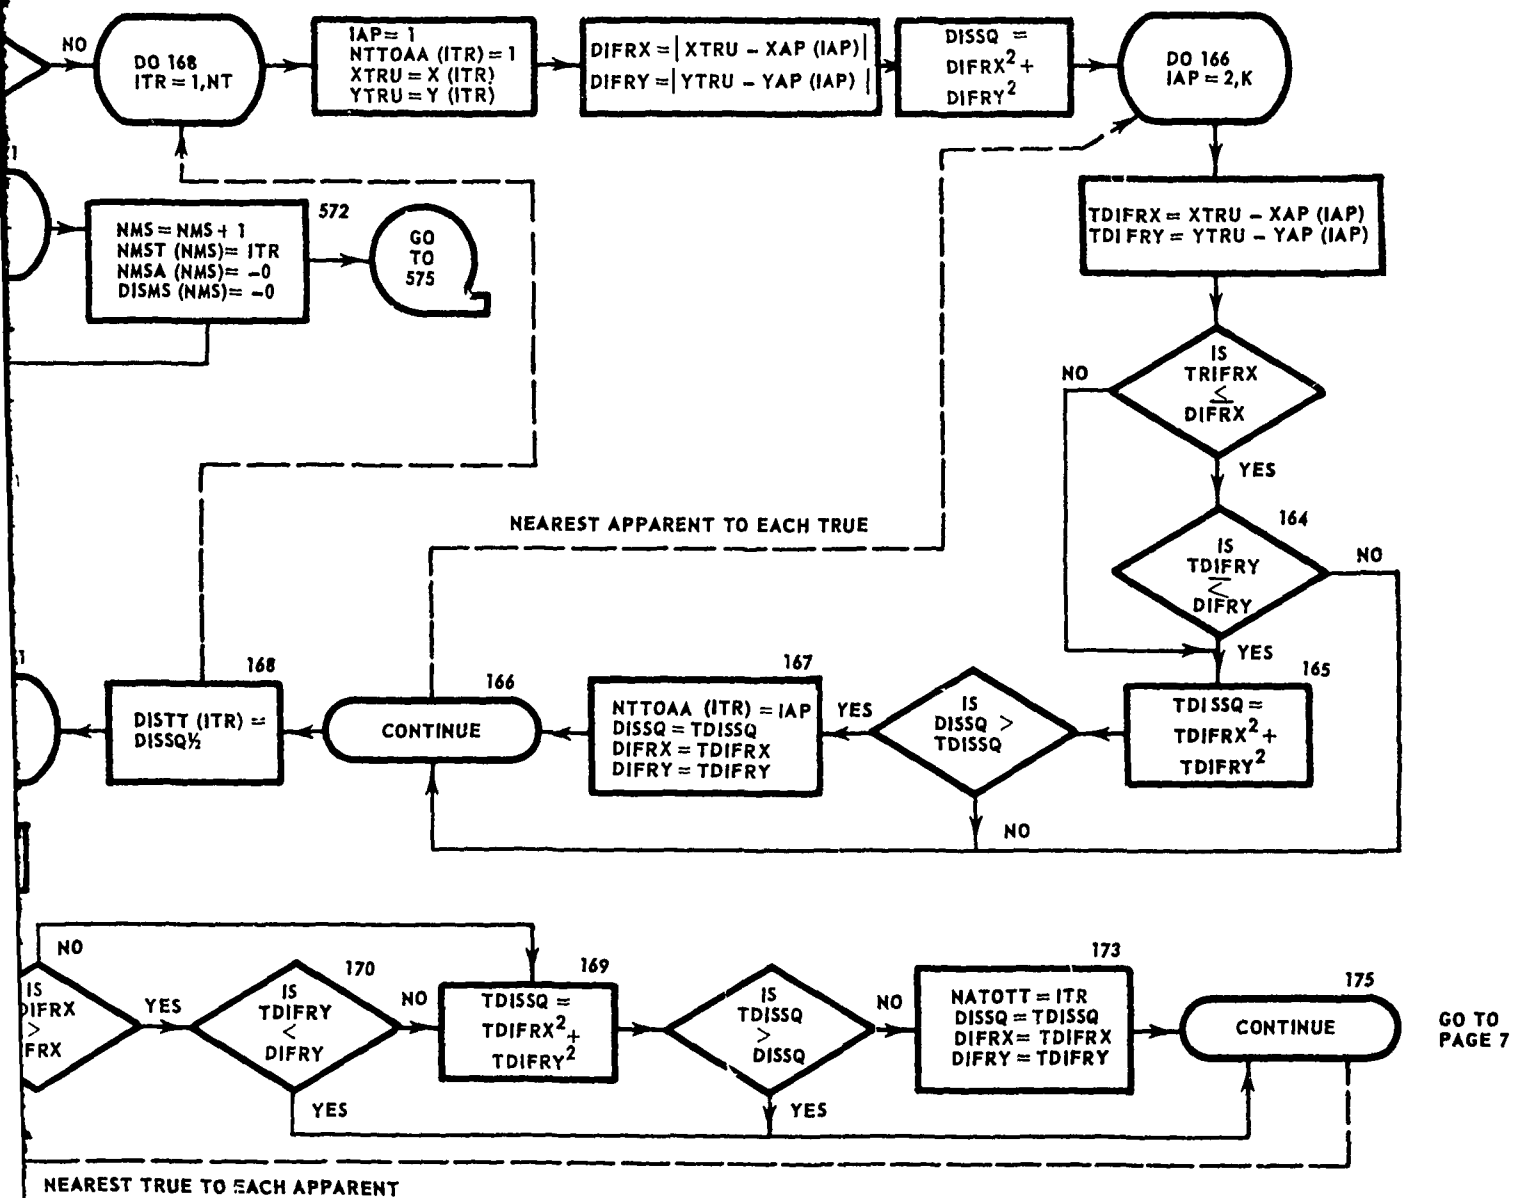 NO
DO 168
ITR = 1,NT
IAP = 1
NTTOAA (ITR) = 1
XTRU = X (ITR)
YTRU = Y (ITR)
DIFRX = | XTRU - XAP (IAP)|
DIFRY = |YTRU - YAP (IAP) |
DISSQ =
DIFRX² +
DIFRY²
DO 166
IAP = 2,K
TDIFRX = XTRU - XAP (IAP)
TDIFRY = YTRU - YAP (IAP)
572
NMS = NMS + 1
NMST (NMS) = ITR
NMSA (NMS) = -0
DISMS (NMS) = -0
GO
TO
575
IS
TRIFRX
≤
DIFRX
NO
YES
164
IS
TDIFRY
<
DIFRY
NO
YES
NEAREST APPARENT TO EACH TRUE
168
DISTT (ITR) =
DISSQ½
166
CONTINUE
167
NTTOAA (ITR) = IAP
DISSQ = TDISSQ
DIFRX = TDIFRX
DIFRY = TDIFRY
YES
IS
DISSQ >
TDISSQ
NO
165
TDISSQ =
TDIFRX² +
TDIFRY²
NO
IS
DIFRX
>
FRX
YES
170
IS
TDIFRY
<
DIFRY
NO
YES
169
TDISSQ =
TDIFRX² +
TDIFRY²
IS
TDISSQ
>
DISSQ
NO
YES
173
NATOTT = ITR
DISSQ = TDISSQ
DIFRX = TDIFRX
DIFRY = TDIFRY
175
CONTINUE
GO TO
PAGE 7
NEAREST TRUE TO EACH APPARENT